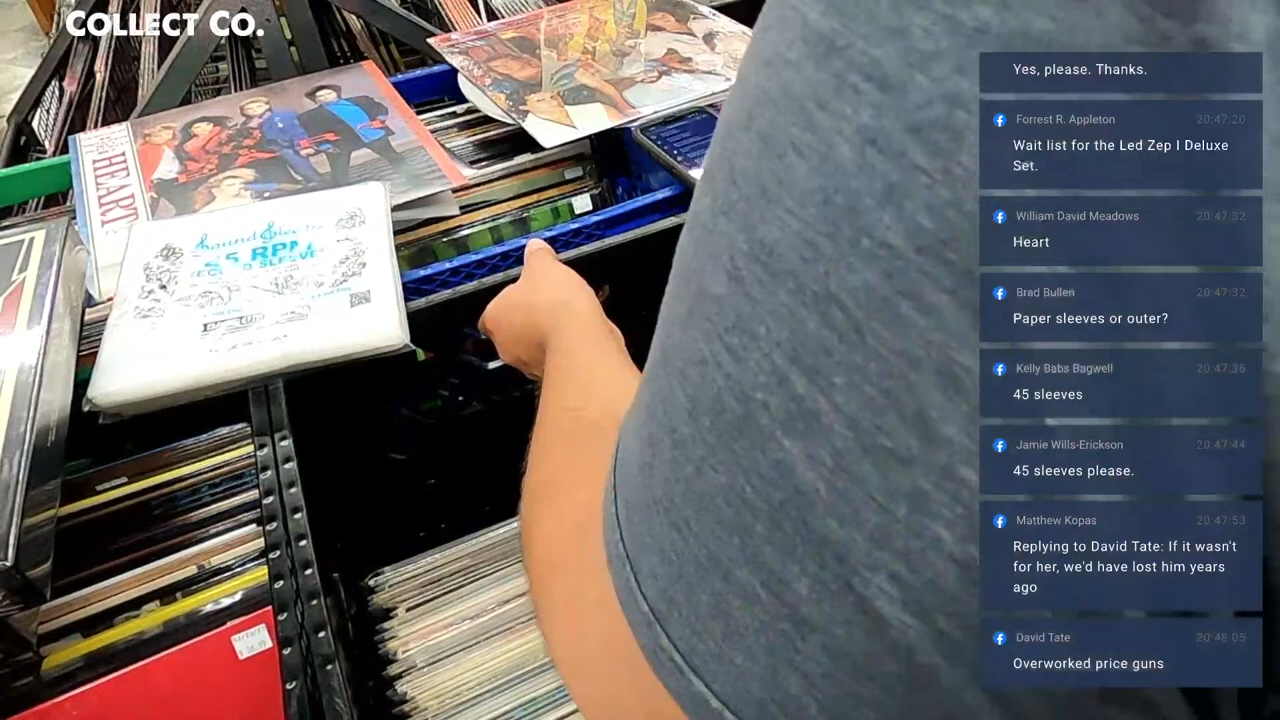 COLLECT CO.
HEART
Sound Sleeves
45 RPM
RECORD SLEEVES
Yes, please. Thanks.
Forrest R. Appleton 20:47:20
Wait list for the Led Zep I Deluxe
Set.
William David Meadows 20:47:32
Heart
Brad Bullen 20:47:32
Paper sleeves or outer?
Kelly Babs Bagwell 20:47:36
45 sleeves
Jamie Wills-Erickson 20:47:44
45 sleeves please.
Matthew Kopas 20:47:53
Replying to David Tate: If it wasn't
for her, we'd have lost him years
ago
David Tate 20:48:05
Overworked price guns